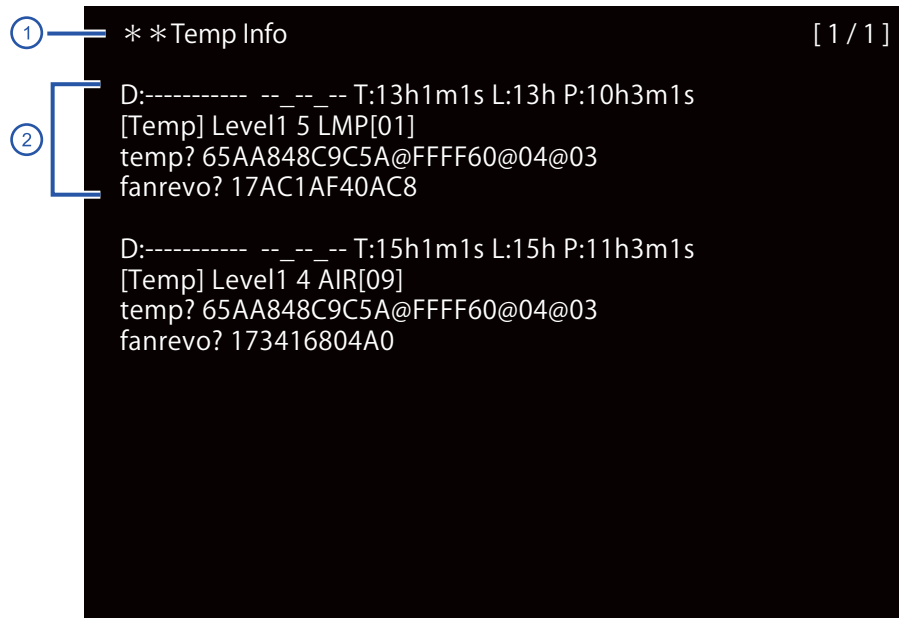 ①
＊＊Temp Info [1/1]
②
D:----------- --_--_-- T:13h1m1s L:13h P:10h3m1s
[Temp] Level1 5 LMP[01]
temp? 65AA848C9C5A@FFFF60@04@03
fanrevo? 17AC1AF40AC8
D:----------- --_--_-- T:15h1m1s L:15h P:11h3m1s
[Temp] Level1 4 AIR[09]
temp? 65AA848C9C5A@FFFF60@04@03
fanrevo? 173416804A0